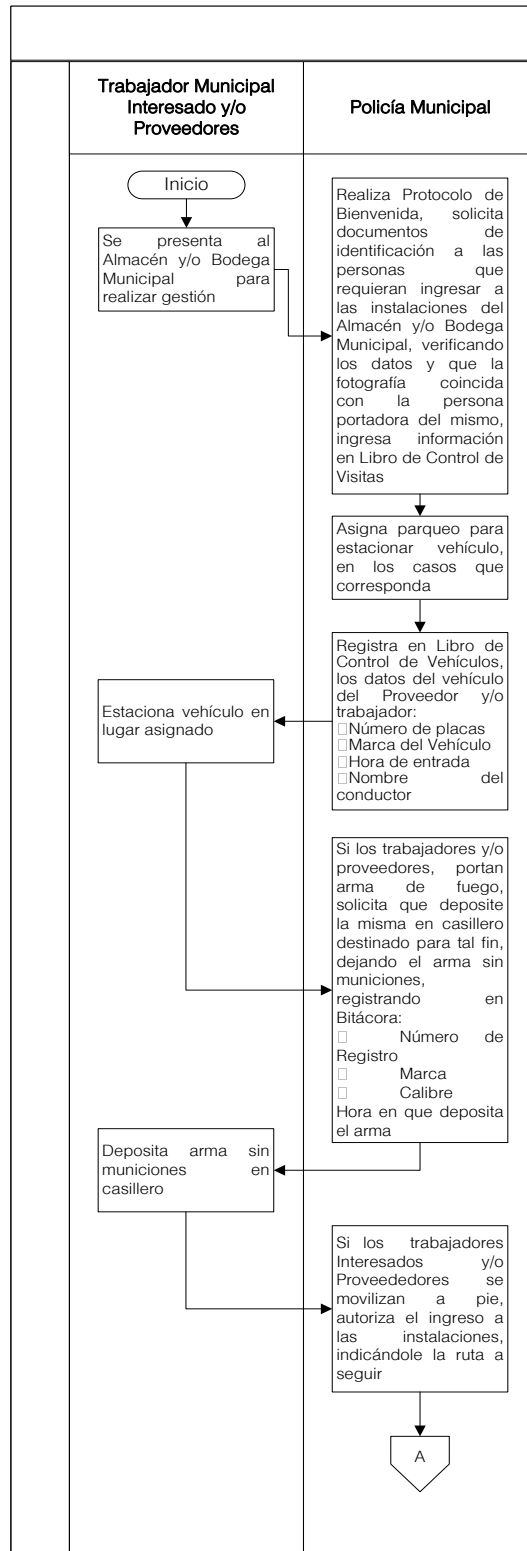 Trabajador Municipal
Interesado y/o
Proveedores
Policía Municipal
Inicio
Se presenta al
Almacén y/o Bodega
Municipal para
realizar gestión
Realiza Protocolo de
Bienvenida, solicita
documentos de
identificación a las
personas que
requieran ingresar a
las instalaciones del
Almacén y/o Bodega
Municipal, verificando
los datos y que la
fotografía coincida
con la persona
portadora del mismo,
ingresa información
en Libro de Control de
Visitas
Asigna parqueo para
estacionar vehículo,
en los casos que
corresponda
Registra en Libro de
Control de Vehículos,
los datos del vehículo
del Proveedor y/o
trabajador:
Número de placas
Marca del Vehículo
Hora de entrada
Nombre del
conductor
Estaciona vehículo en
lugar asignado
Si los trabajadores y/o
proveedores, portan
arma de fuego,
solicita que deposite
la misma en casillero
destinado para tal fin,
dejando el arma sin
municiones,
registrando en
Bitácora:
Número de
Registro
Marca
Calibre
Hora en que deposita
el arma
Deposita arma sin
municiones en
casillero
Si los trabajadores
Interesados y/o
Proveededores se
movilizan a pie,
autoriza el ingreso a
las instalaciones,
indicándole la ruta a
seguir
A